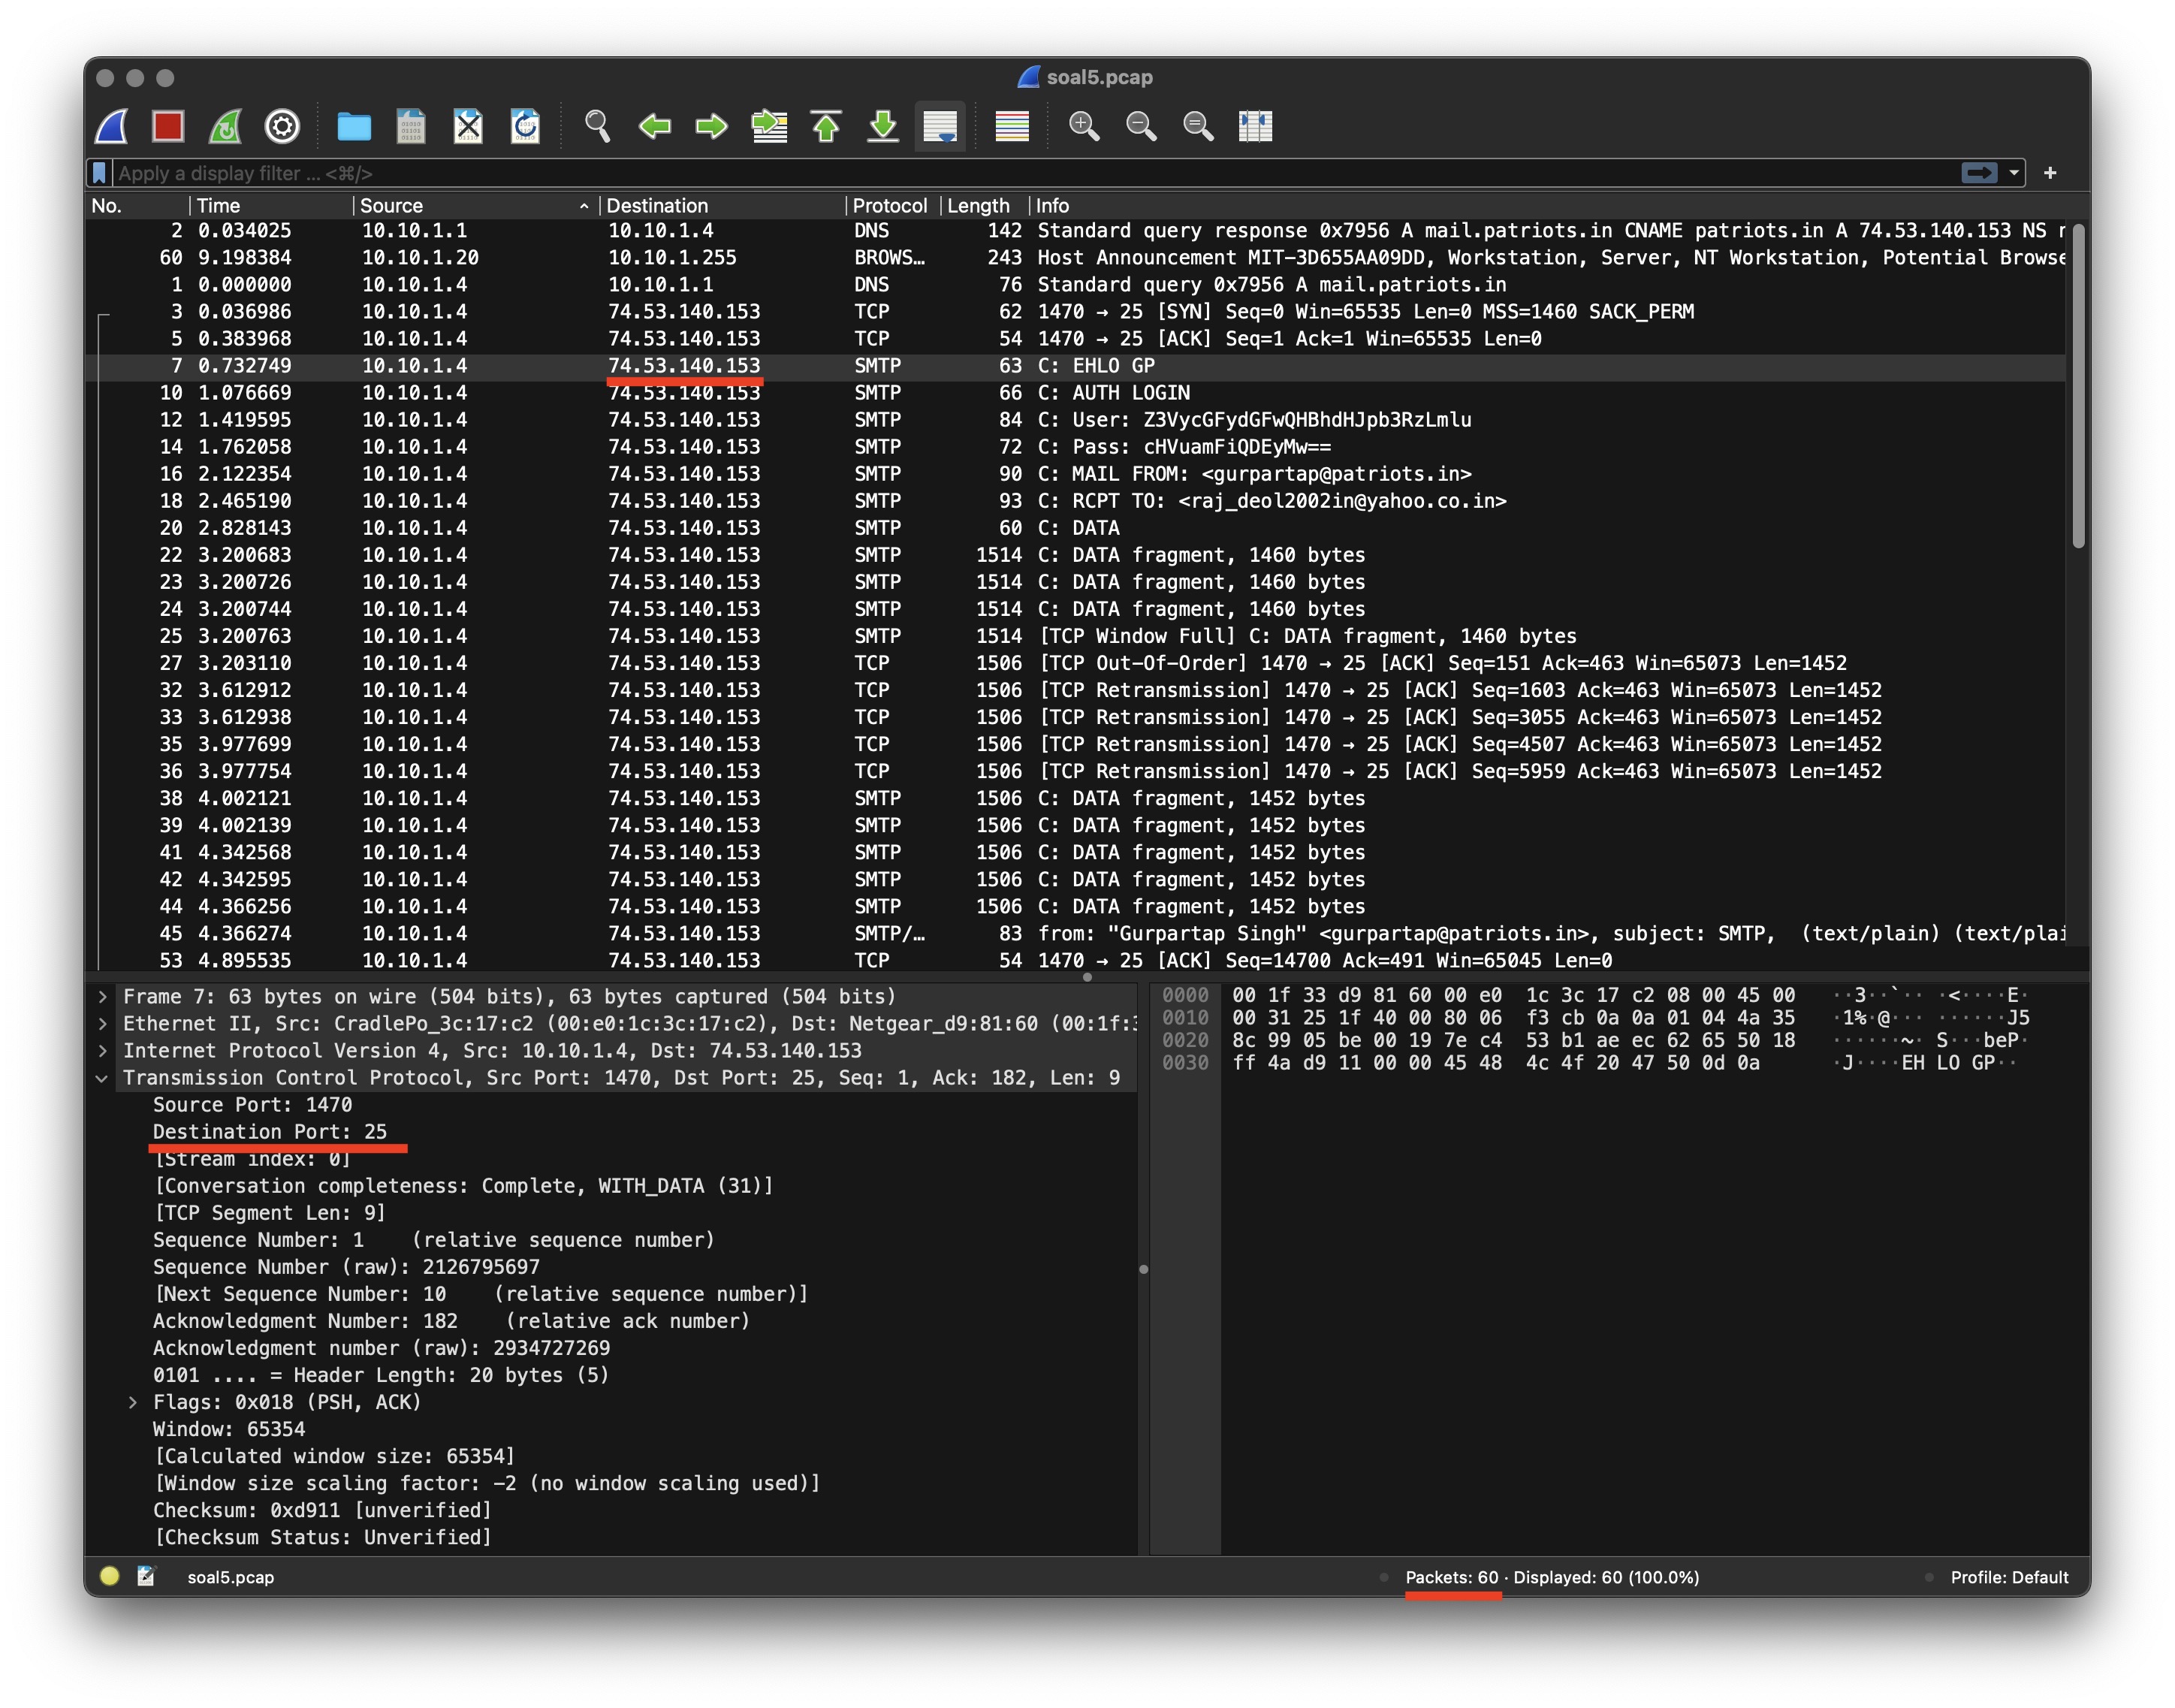 soal5.pcap
Apply a display filter ... <⌘/>
+
No. Time Source Destination Protocol Length Info
2 0.034025 10.10.1.1 10.10.1.4 DNS 142 Standard query response 0x7956 A mail.patriots.in CNAME patriots.in A 74.53.140.153 NS
60 9.198384 10.10.1.20 10.10.1.255 BROWS… 243 Host Announcement MIT-3D655AA09DD, Workstation, Server, NT Workstation, Potential Browse
1 0.000000 10.10.1.4 10.10.1.1 DNS 76 Standard query 0x7956 A mail.patriots.in
3 0.036986 10.10.1.4 74.53.140.153 TCP 62 1470 → 25 [SYN] Seq=0 Win=65535 Len=0 MSS=1460 SACK_PERM
5 0.383968 10.10.1.4 74.53.140.153 TCP 54 1470 → 25 [ACK] Seq=1 Ack=1 Win=65535 Len=0
7 0.732749 10.10.1.4 74.53.140.153 SMTP 63 C: EHLO GP
10 1.076669 10.10.1.4 74.53.140.153 SMTP 66 C: AUTH LOGIN
12 1.419595 10.10.1.4 74.53.140.153 SMTP 84 C: User: Z3VycGFydGFwQHBhdHJpb3RzLmlu
14 1.762058 10.10.1.4 74.53.140.153 SMTP 72 C: Pass: cHVuamFiQDEyMw==
16 2.122354 10.10.1.4 74.53.140.153 SMTP 90 C: MAIL FROM: <gurpartap@patriots.in>
18 2.465190 10.10.1.4 74.53.140.153 SMTP 93 C: RCPT TO: <raj_deol2002in@yahoo.co.in>
20 2.828143 10.10.1.4 74.53.140.153 SMTP 60 C: DATA
22 3.200683 10.10.1.4 74.53.140.153 SMTP 1514 C: DATA fragment, 1460 bytes
23 3.200726 10.10.1.4 74.53.140.153 SMTP 1514 C: DATA fragment, 1460 bytes
24 3.200744 10.10.1.4 74.53.140.153 SMTP 1514 C: DATA fragment, 1460 bytes
25 3.200763 10.10.1.4 74.53.140.153 SMTP 1514 [TCP Window Full] C: DATA fragment, 1460 bytes
27 3.203110 10.10.1.4 74.53.140.153 TCP 1506 [TCP Out-Of-Order] 1470 → 25 [ACK] Seq=151 Ack=463 Win=65073 Len=1452
32 3.612912 10.10.1.4 74.53.140.153 TCP 1506 [TCP Retransmission] 1470 → 25 [ACK] Seq=1603 Ack=463 Win=65073 Len=1452
33 3.612938 10.10.1.4 74.53.140.153 TCP 1506 [TCP Retransmission] 1470 → 25 [ACK] Seq=3055 Ack=463 Win=65073 Len=1452
35 3.977699 10.10.1.4 74.53.140.153 TCP 1506 [TCP Retransmission] 1470 → 25 [ACK] Seq=4507 Ack=463 Win=65073 Len=1452
36 3.977754 10.10.1.4 74.53.140.153 TCP 1506 [TCP Retransmission] 1470 → 25 [ACK] Seq=5959 Ack=463 Win=65073 Len=1452
38 4.002121 10.10.1.4 74.53.140.153 SMTP 1506 C: DATA fragment, 1452 bytes
39 4.002139 10.10.1.4 74.53.140.153 SMTP 1506 C: DATA fragment, 1452 bytes
41 4.342568 10.10.1.4 74.53.140.153 SMTP 1506 C: DATA fragment, 1452 bytes
42 4.342595 10.10.1.4 74.53.140.153 SMTP 1506 C: DATA fragment, 1452 bytes
44 4.366256 10.10.1.4 74.53.140.153 SMTP 1506 C: DATA fragment, 1452 bytes
45 4.366274 10.10.1.4 74.53.140.153 SMTP/… 83 from: "Gurpartap Singh" <gurpartap@patriots.in>, subject: SMTP, (text/plain) (text/plai
53 4.895535 10.10.1.4 74.53.140.153 TCP 54 1470 → 25 [ACK] Seq=14700 Ack=491 Win=65045 Len=0
Frame 7: 63 bytes on wire (504 bits), 63 bytes captured (504 bits)
Ethernet II, Src: CradlePo_3c:17:c2 (00:e0:1c:3c:17:c2), Dst: Netgear_d9:81:60 (00:1f:3
Internet Protocol Version 4, Src: 10.10.1.4, Dst: 74.53.140.153
Transmission Control Protocol, Src Port: 1470, Dst Port: 25, Seq: 1, Ack: 182, Len: 9
Source Port: 1470
Destination Port: 25
[Stream index: 0]
[Conversation completeness: Complete, WITH_DATA (31)]
[TCP Segment Len: 9]
Sequence Number: 1 (relative sequence number)
Sequence Number (raw): 2126795697
[Next Sequence Number: 10 (relative sequence number)]
Acknowledgment Number: 182 (relative ack number)
Acknowledgment number (raw): 2934727269
0101 .... = Header Length: 20 bytes (5)
Flags: 0x018 (PSH, ACK)
Window: 65354
[Calculated window size: 65354]
[Window size scaling factor: -2 (no window scaling used)]
Checksum: 0xd911 [unverified]
[Checksum Status: Unverified]
0000 00 1f 33 d9 81 60 00 e0 1c 3c 17 c2 08 00 45 00 ··3··`·· ·<····E·
0010 00 31 25 1f 40 00 80 06 f3 cb 0a 0a 01 04 4a 35 ·1%·@··· ······J5
0020 8c 99 05 be 00 19 7e c4 53 b1 ae ec 62 65 50 18 ······~· S···beP·
0030 ff 4a d9 11 00 00 45 48 4c 4f 20 47 50 0d 0a ·J····EH LO GP··
soal5.pcap
Packets: 60 · Displayed: 60 (100.0%)
Profile: Default